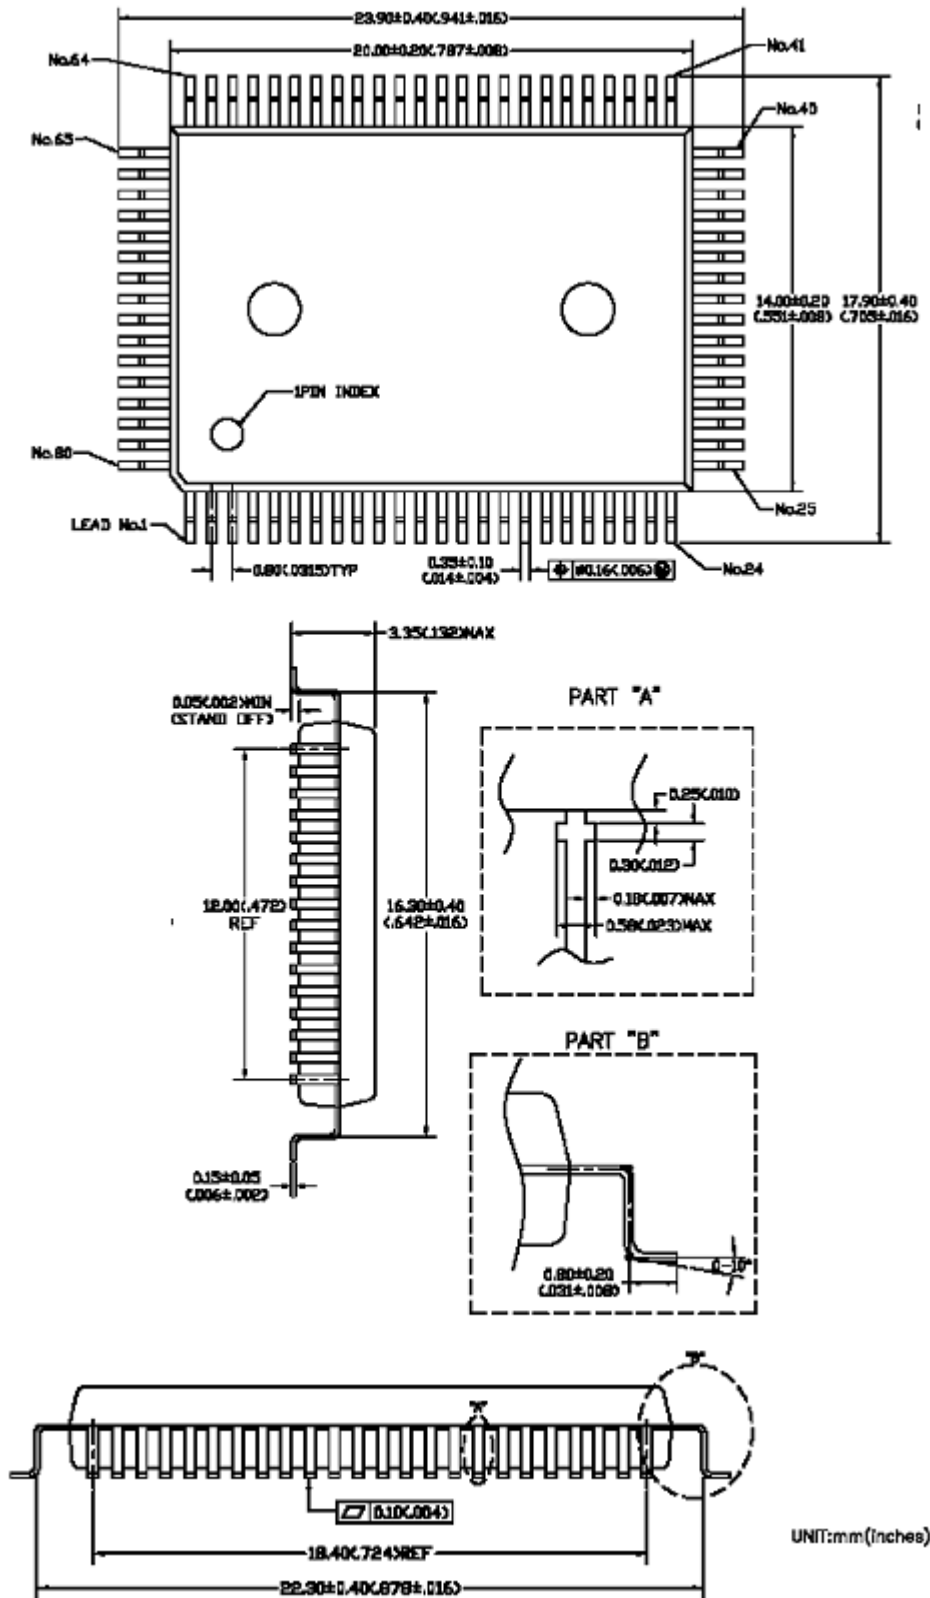 23.90±0.40(.941±.016)
20.00±0.20(.787±.008)
No.64
No.41
No.65
No.40
14.00±0.20
(.551±.008)
17.90±0.40
(.705±.016)
1PIN INDEX
No.80
No.25
LEAD No.1
No.24
0.80(.0315)TYP
0.35±0.10
(.014±.004)
ø0.16(.006) M
3.35(.132)MAX
0.05(.002)MIN
(STAND OFF)
12.00(.472)
REF
16.30±0.40
(.642±.016)
0.15±0.05
(.006±.002)
PART "A"
0.25(.010)
0.30(.012)
0.18(.007)MAX
0.58(.023)MAX
PART "B"
0.80±0.20
(.031±.008)
0-10°
"B"
"A"
0.10(.004)
18.40(.724)REF
22.30±0.40(.878±.016)
UNIT:mm(inches)